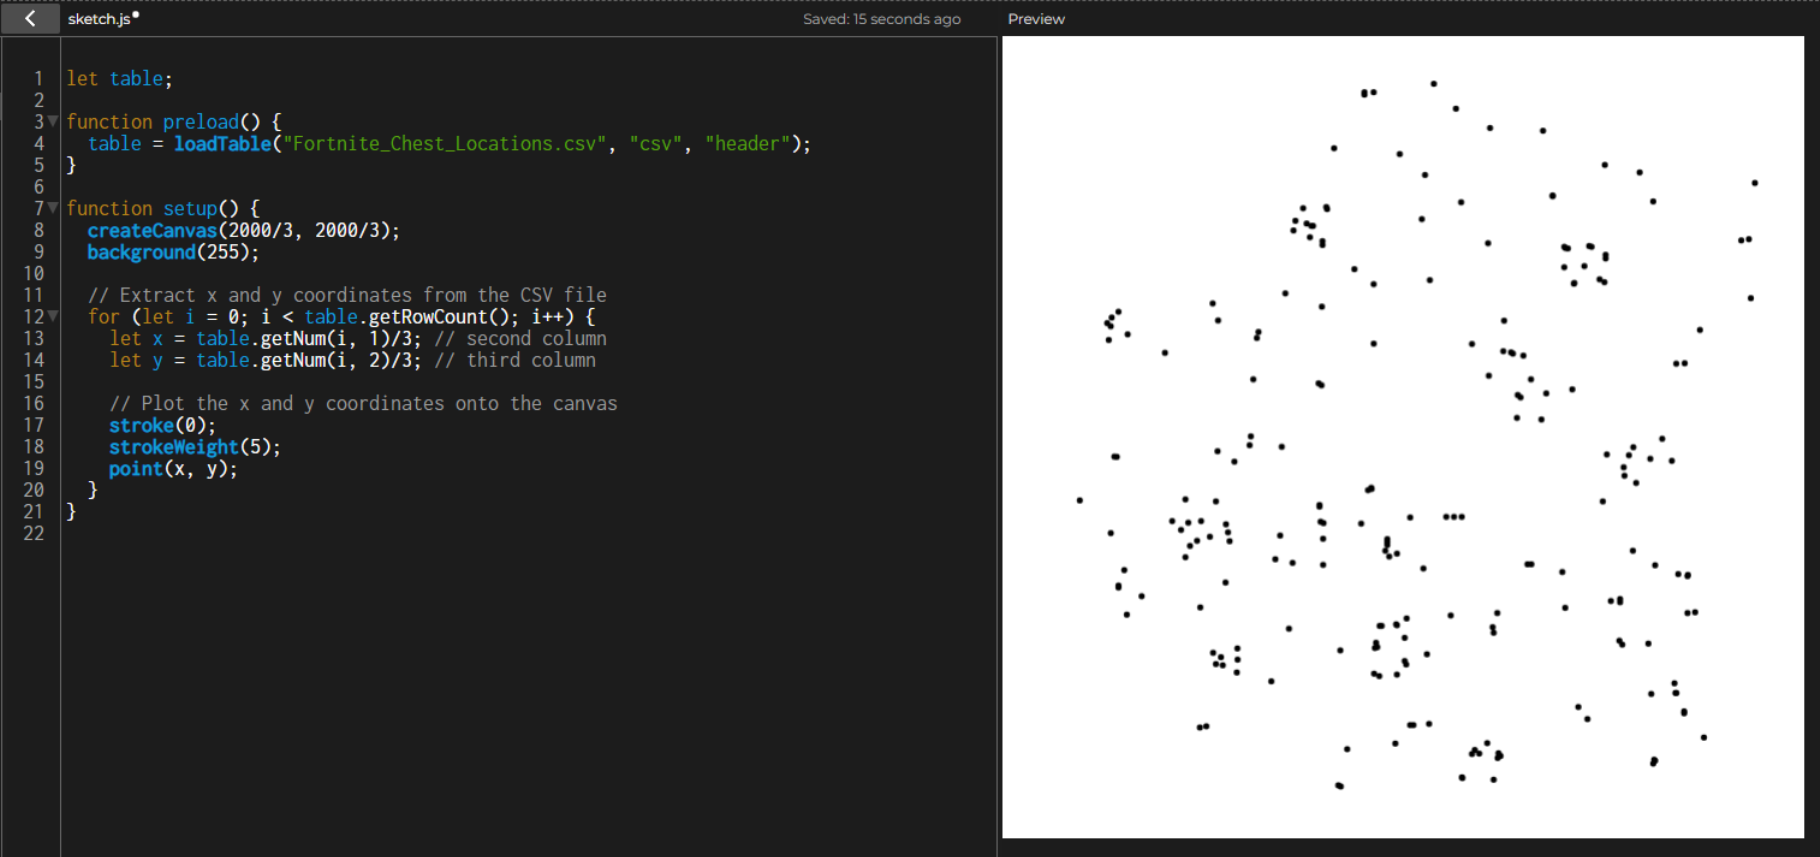 sketch.js
Saved: 15 seconds ago
Preview
1 let table;
2
3 function preload() {
4 table = loadTable("Fortnite_Chest_Locations.csv", "csv", "header");
5 }
6
7 function setup() {
8 createCanvas(2000/3, 2000/3);
9 background(255);
10
11 // Extract x and y coordinates from the CSV file
12 for (let i = 0; i < table.getRowCount(); i++) {
13 let x = table.getNum(i, 1)/3; // second column
14 let y = table.getNum(i, 2)/3; // third column
15
16 // Plot the x and y coordinates onto the canvas
17 stroke(0);
18 strokeWeight(5);
19 point(x, y);
20 }
21 }
22